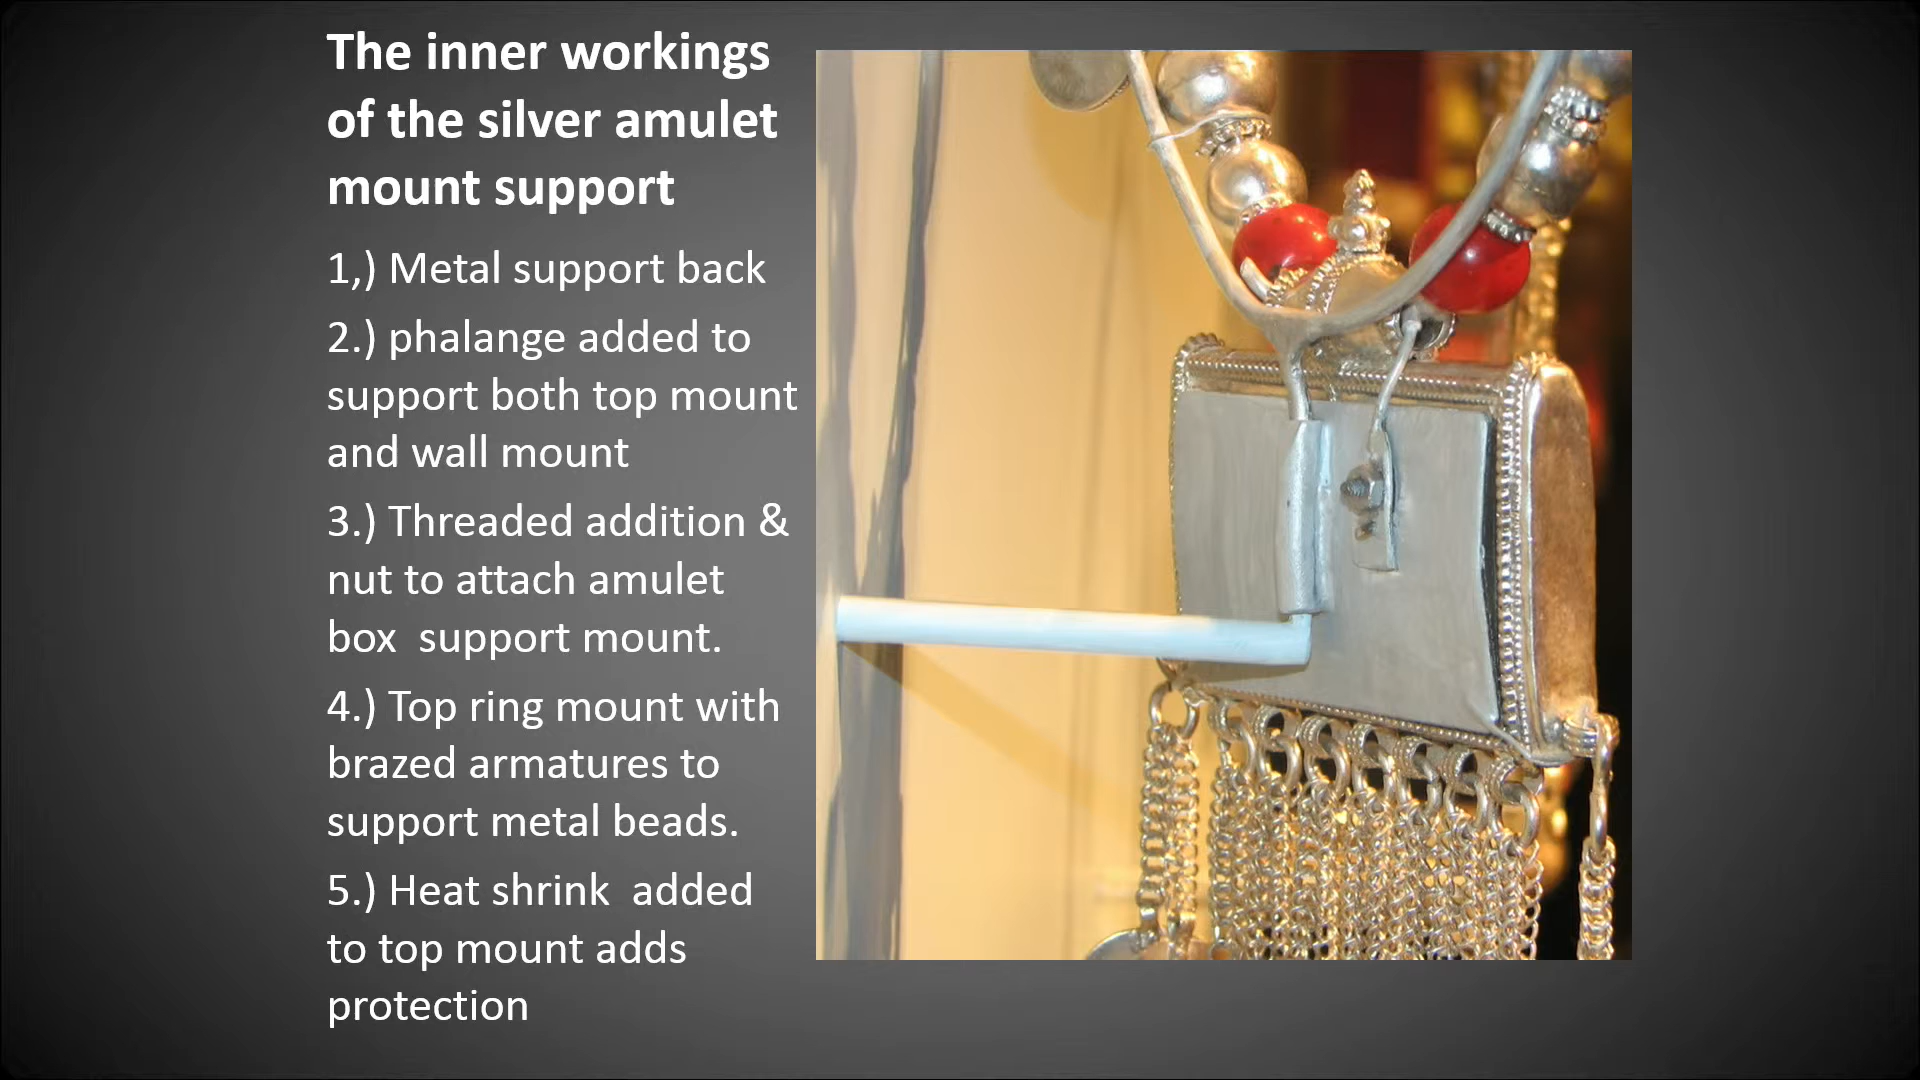 The inner workings
of the silver amulet
mount support
1,) Metal support back
2.) phalange added to
support both top mount
and wall mount
3.) Threaded addition &
nut to attach amulet
box  support mount.
4.) Top ring mount with
brazed armatures to
support metal beads.
5.) Heat shrink  added
to top mount adds
protection